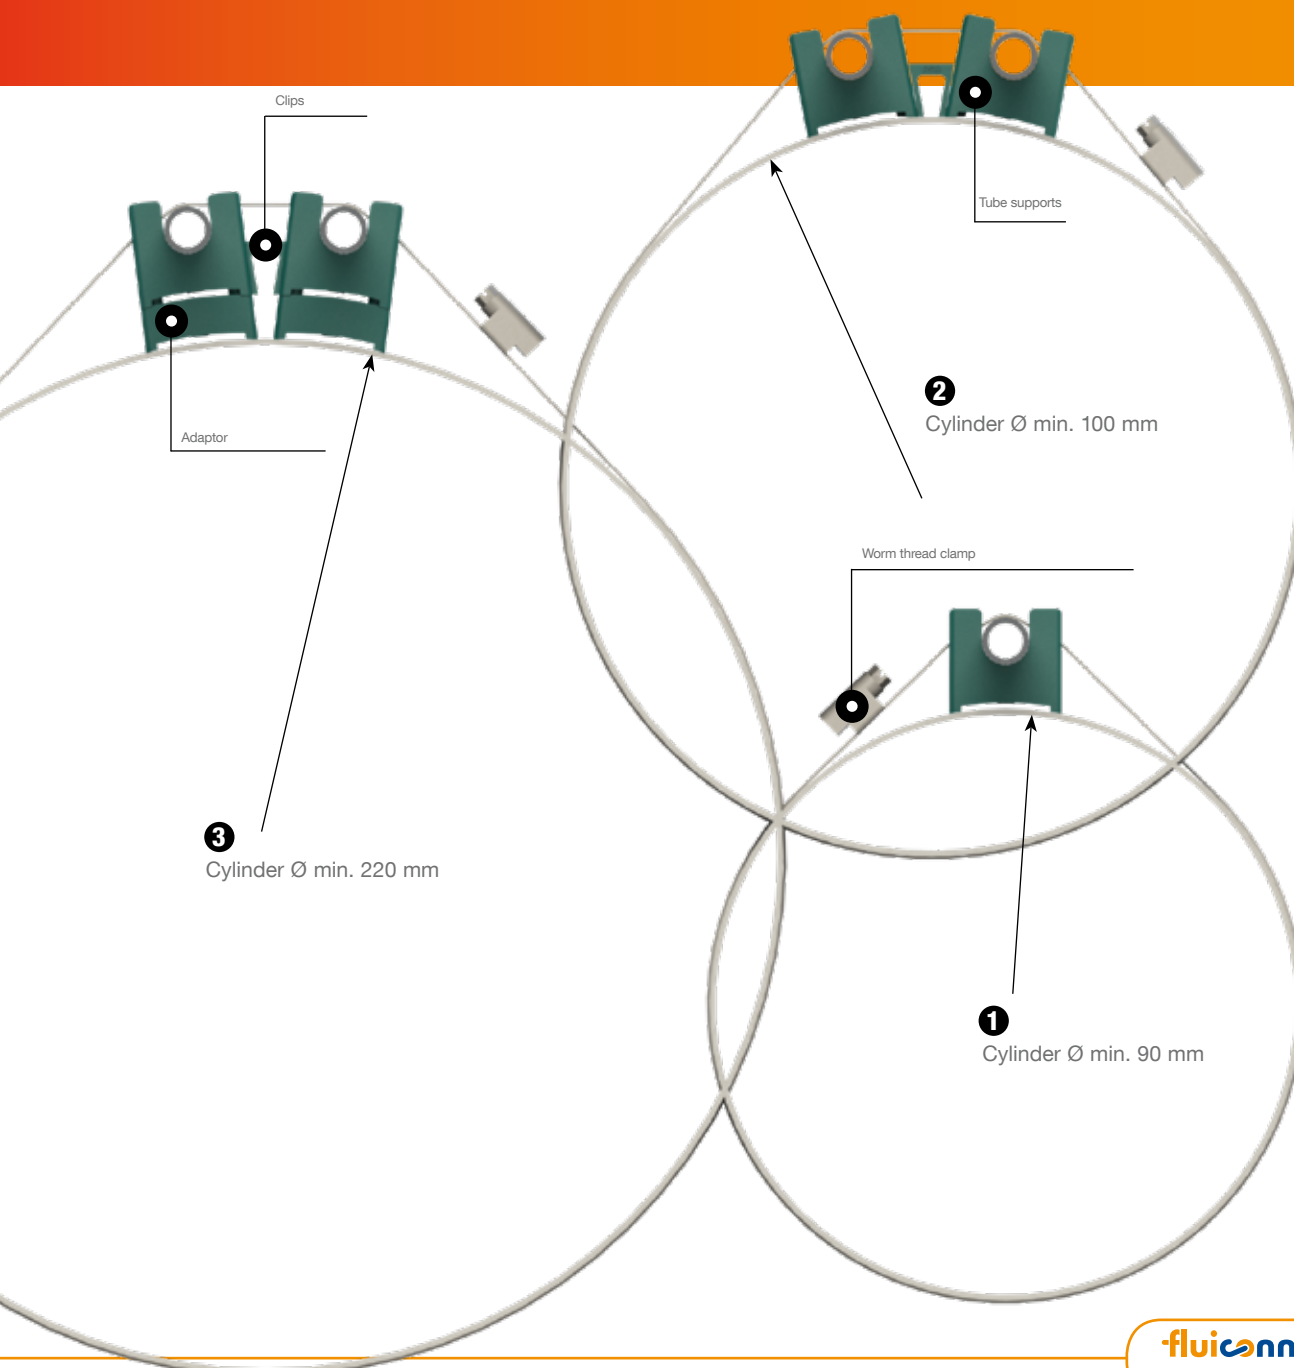 Clips
Tube supports
Adaptor
2
Cylinder Ø min. 100 mm
Worm thread clamp
3
Cylinder Ø min. 220 mm
1
Cylinder Ø min. 90 mm
fluiconn